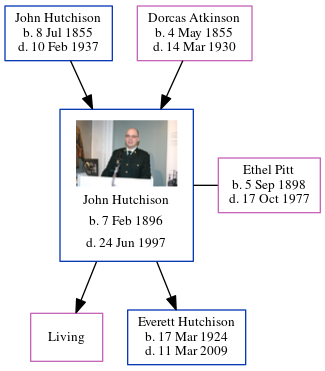 John Hutchison
b. 8 Jul 1855
d. 10 Feb 1937
Dorcas Atkinson
b. 4 May 1855
d. 14 Mar 1930
John Hutchison
b. 7 Feb 1896
d. 24 Jun 1997
Ethel Pitt
b. 5 Sep 1898
d. 17 Oct 1977
Living
Everett Hutchison
b. 17 Mar 1924
d. 11 Mar 2009